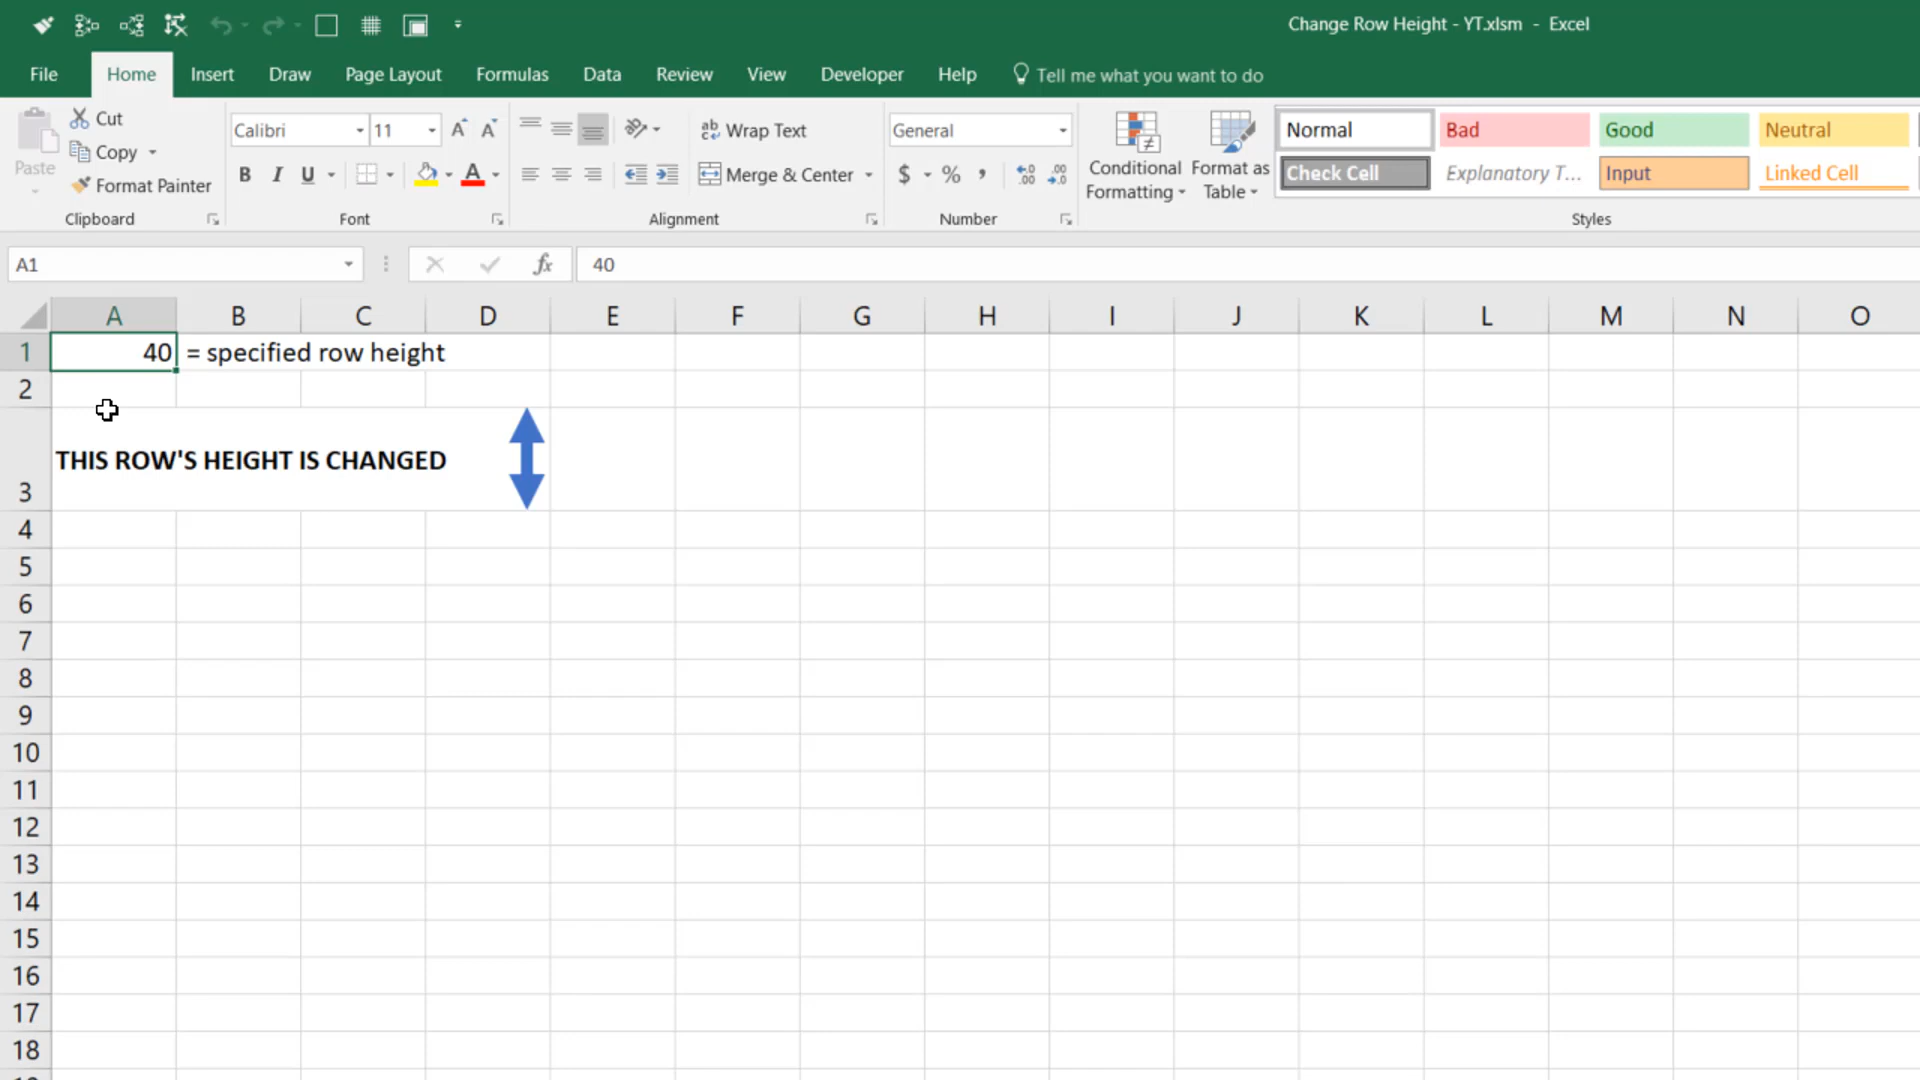 Change Row Height - YT.xlsm - Excel
File Home Insert Draw Page Layout Formulas Data Review View Developer Help Tell me what you want to do
Paste
Cut
Copy
Format Painter
Clipboard
Calibri 11
B I U
Font
Wrap Text
Merge & Center
Alignment
General
$ % ,
Number
Conditional Formatting
Format as Table
Normal Bad Good Neutral
Check Cell Explanatory T... Input Linked Cell
Styles
A1 fx 40
A B C D E F G H I J K L M N O
1 40 = specified row height
2
3 THIS ROW'S HEIGHT IS CHANGED
4
5
6
7
8
9
10
11
12
13
14
15
16
17
18